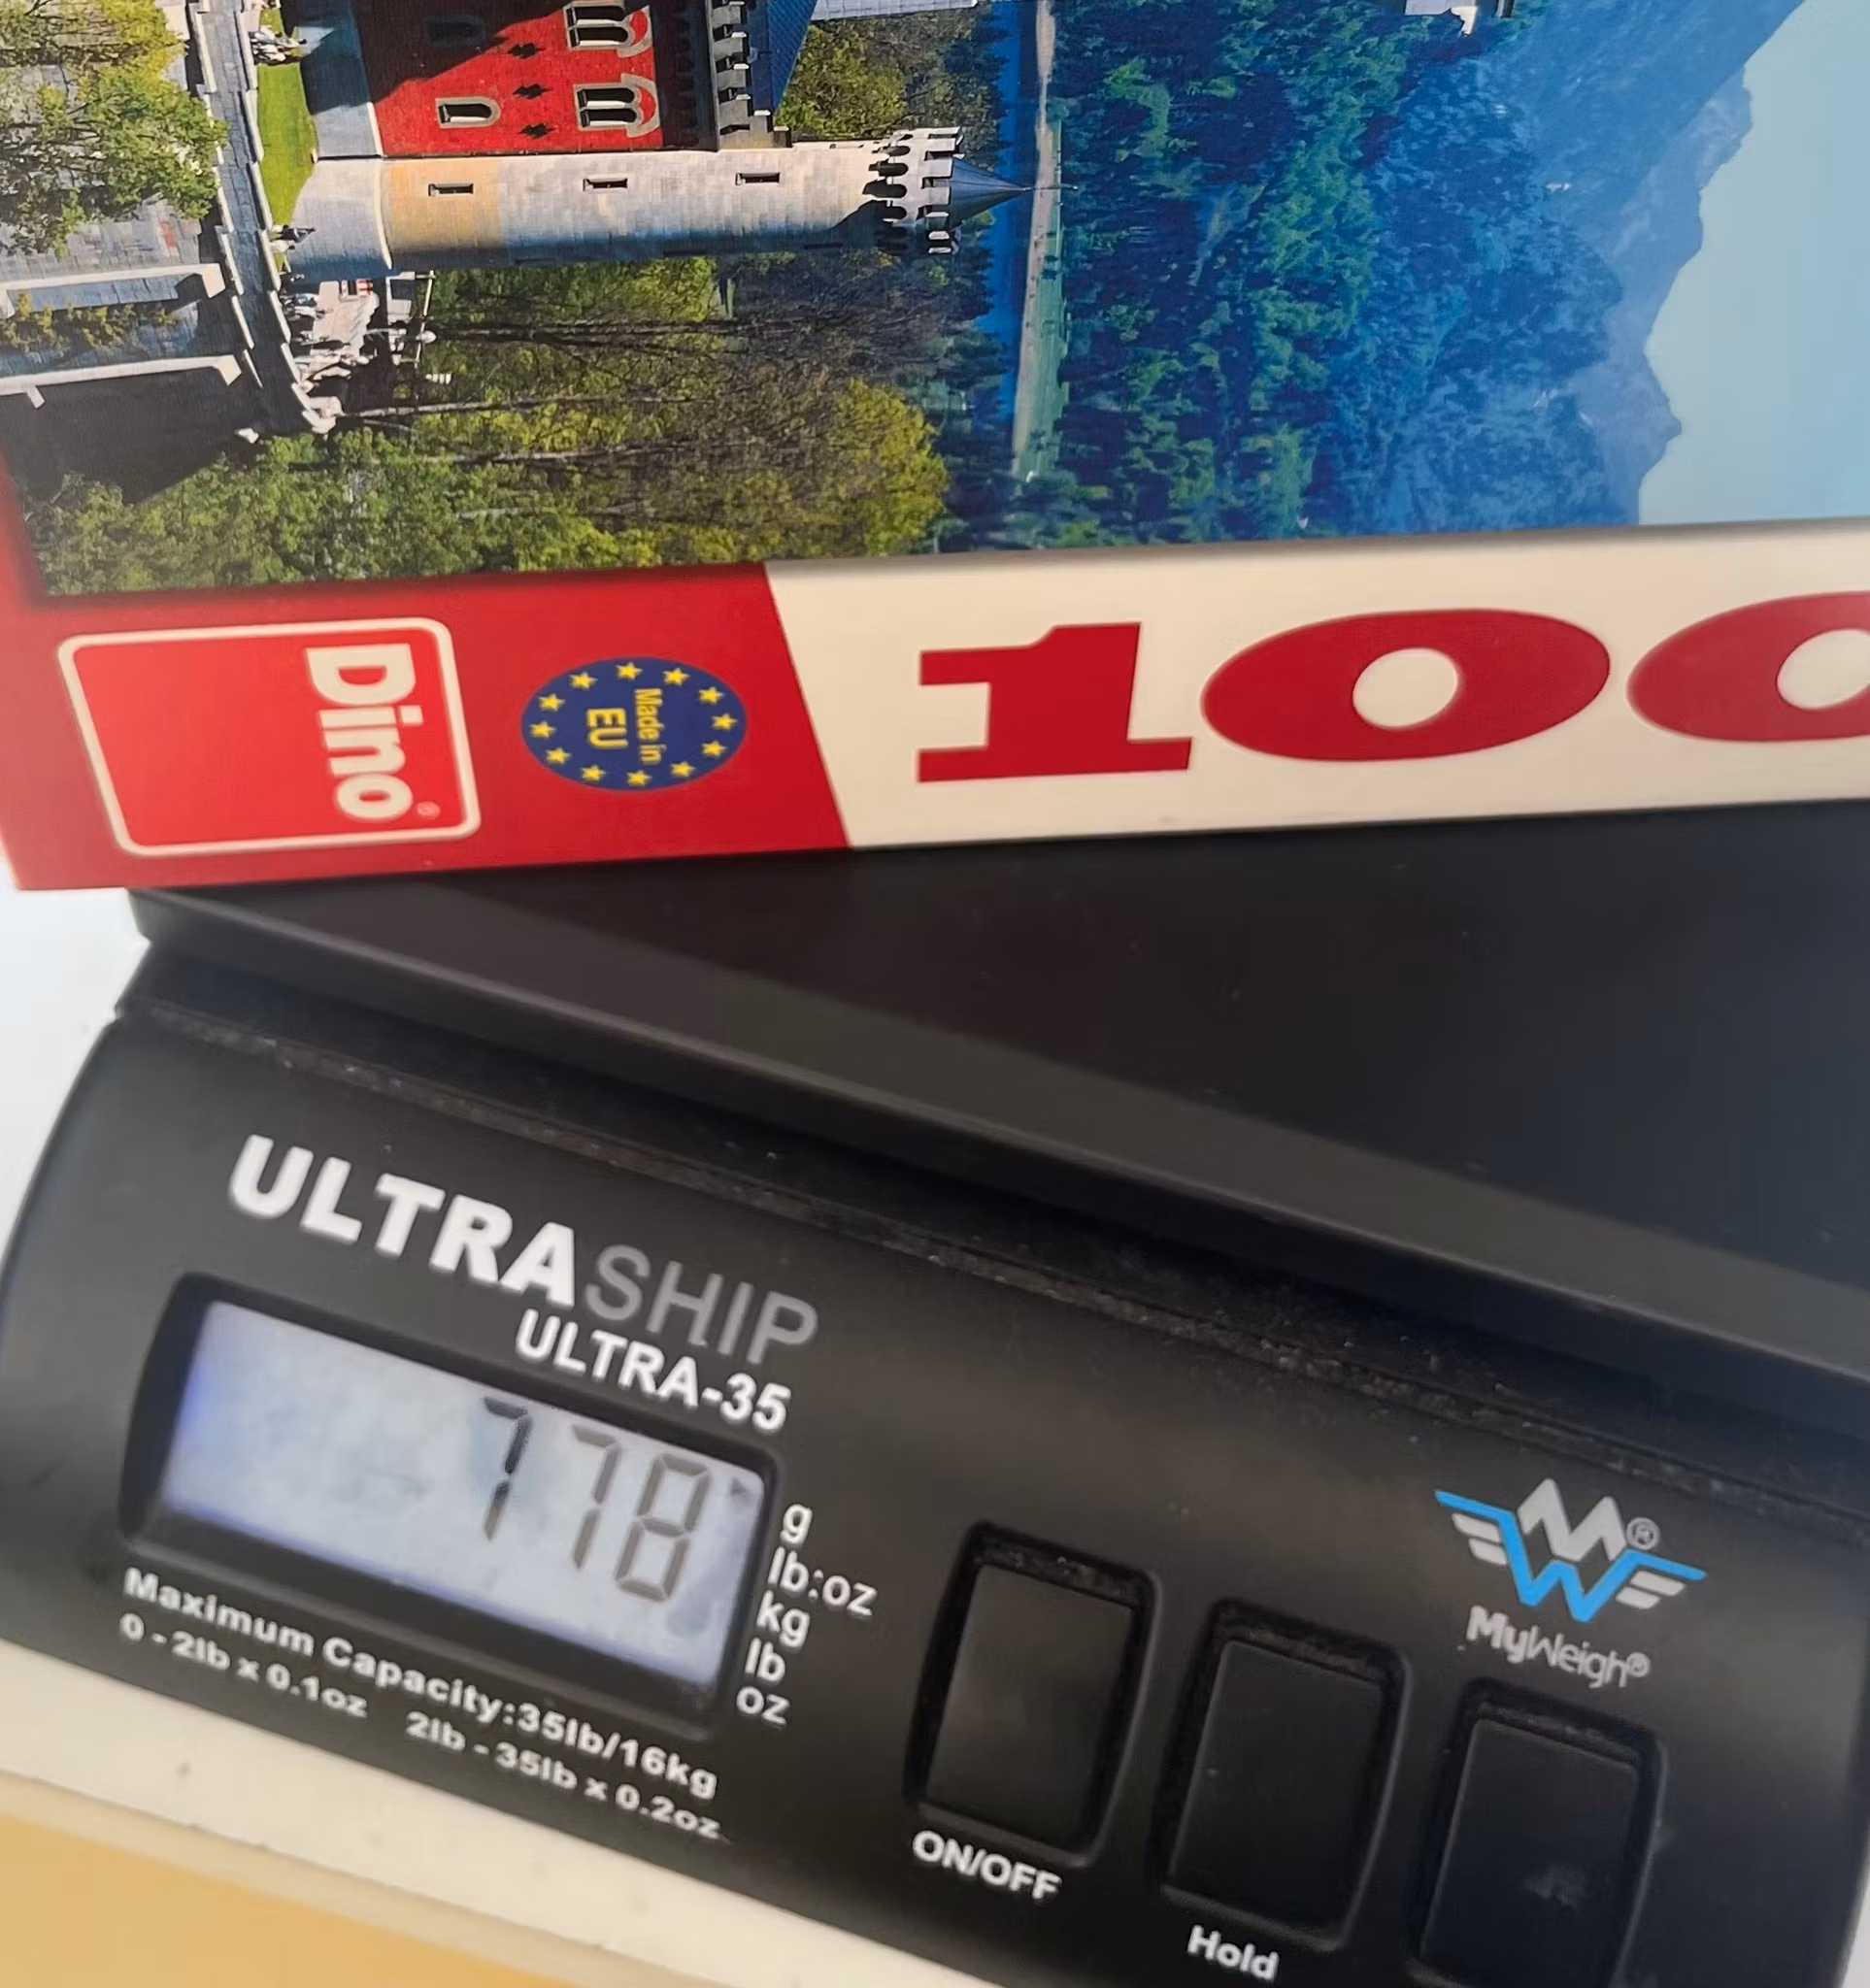 Dino®
Made in
EU
100
ULTRASHIP
ULTRA-35
778
g
lb:oz
kg
lb
oz
Maximum Capacity:35lb/16kg
0 - 2lb x 0.1oz 2lb - 35lb x 0.2oz
MW®
MyWeigh®
ON/OFF
Hold